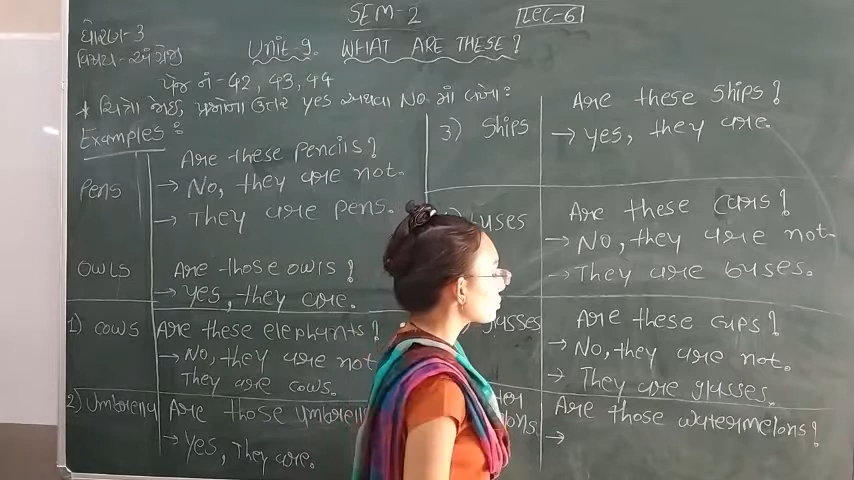 SEM-2
LEC-6
ધોરણ-3
વિષય-અંગ્રેજી
Unit-9. WHAT ARE THESE?
પેજ નં-42, 43, 44
* ચિત્રો જોઇ, પ્રશ્નોના ઉત્તર yes અથવા No માં લખો:
Examples:
Pens
Are these Pencils?
→ No, they are not.
→ They are pens.
owls
Are those owls?
→ yes, they are.
1) cows
Are these elephants?
→ No, they are not
They are cows.
2) Umbrella
Are those umbrell
→ yes, They are.
3) Ships
Are these ships?
→ yes, they are.
uses
Are these cars?
→ No, they are not.
→ They are buses.
glasses
Are these cups?
→ No, they are not.
→ They are glasses.
lons.
Are those watermelons?
→